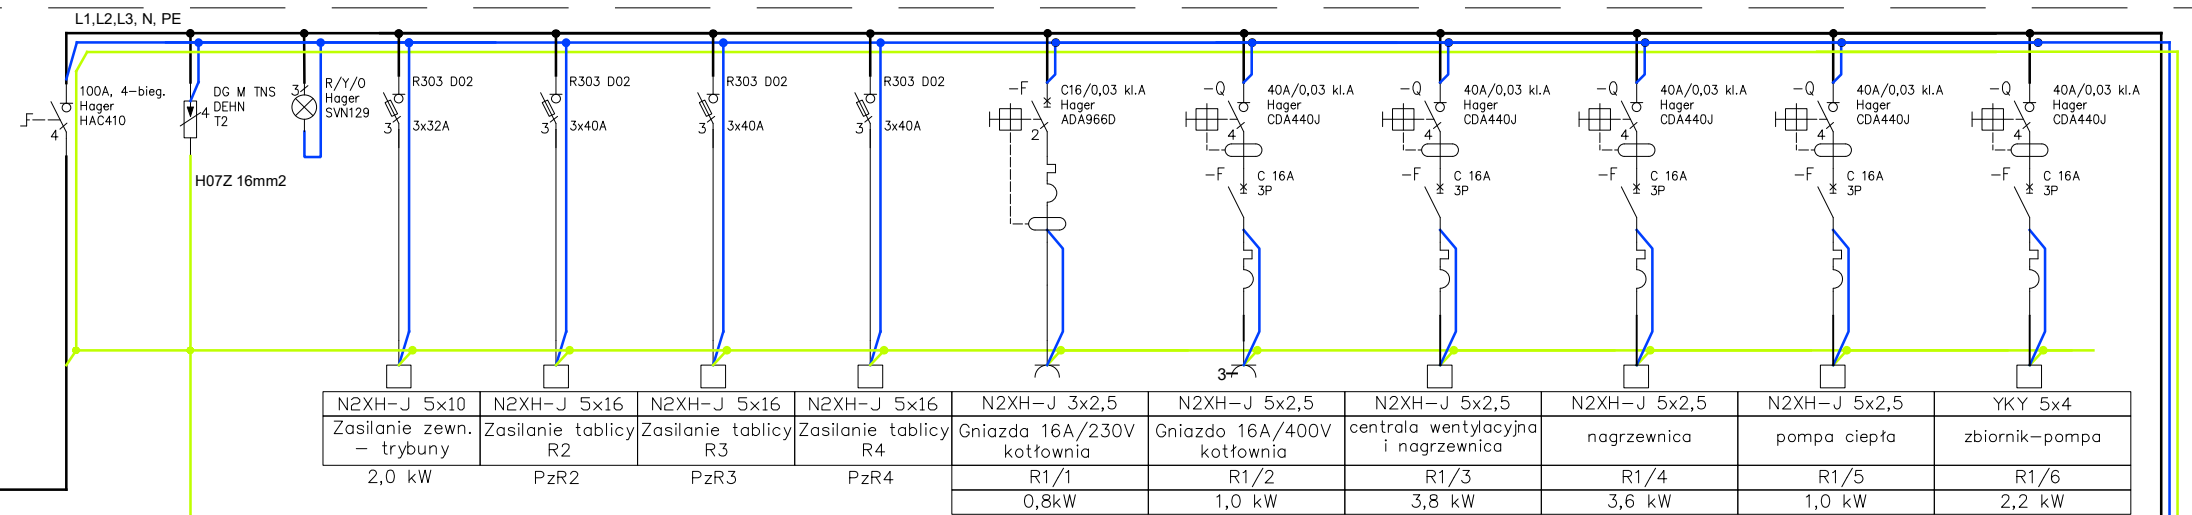 L1,L2,L3, N, PE
100A, 4-bieg.
Hager
HAC410
4
DG M TNS
DEHN
T2
4
H07Z 16mm2
3
R/Y/O
Hager
SVN129
R303 D02
3
3x32A
R303 D02
3
3x40A
R303 D02
3
3x40A
R303 D02
3
3x40A
-F
C16/0,03 kl.A
Hager
ADA966D
2
-Q
40A/0,03 kl.A
Hager
CDA440J
4
-F
C 16A
3P
3
-Q
40A/0,03 kl.A
Hager
CDA440J
4
-F
C 16A
3P
-Q
40A/0,03 kl.A
Hager
CDA440J
4
-F
C 16A
3P
-Q
40A/0,03 kl.A
Hager
CDA440J
4
-F
C 16A
3P
-Q
40A/0,03 kl.A
Hager
CDA440J
4
-F
C 16A
3P
N2XH-J 5x10
Zasilanie zewn.
- trybuny
2,0 kW
N2XH-J 5x16
Zasilanie tablicy
R2
PzR2
N2XH-J 5x16
Zasilanie tablicy
R3
PzR3
N2XH-J 5x16
Zasilanie tablicy
R4
PzR4
N2XH-J 3x2,5
Gniazda 16A/230V
kotłownia
R1/1
0,8kW
N2XH-J 5x2,5
Gniazdo 16A/400V
kotłownia
R1/2
1,0 kW
N2XH-J 5x2,5
centrala wentylacyjna
i nagrzewnica
R1/3
3,8 kW
N2XH-J 5x2,5
nagrzewnica
R1/4
3,6 kW
N2XH-J 5x2,5
pompa ciepła
R1/5
1,0 kW
YKY 5x4
zbiornik-pompa
R1/6
2,2 kW